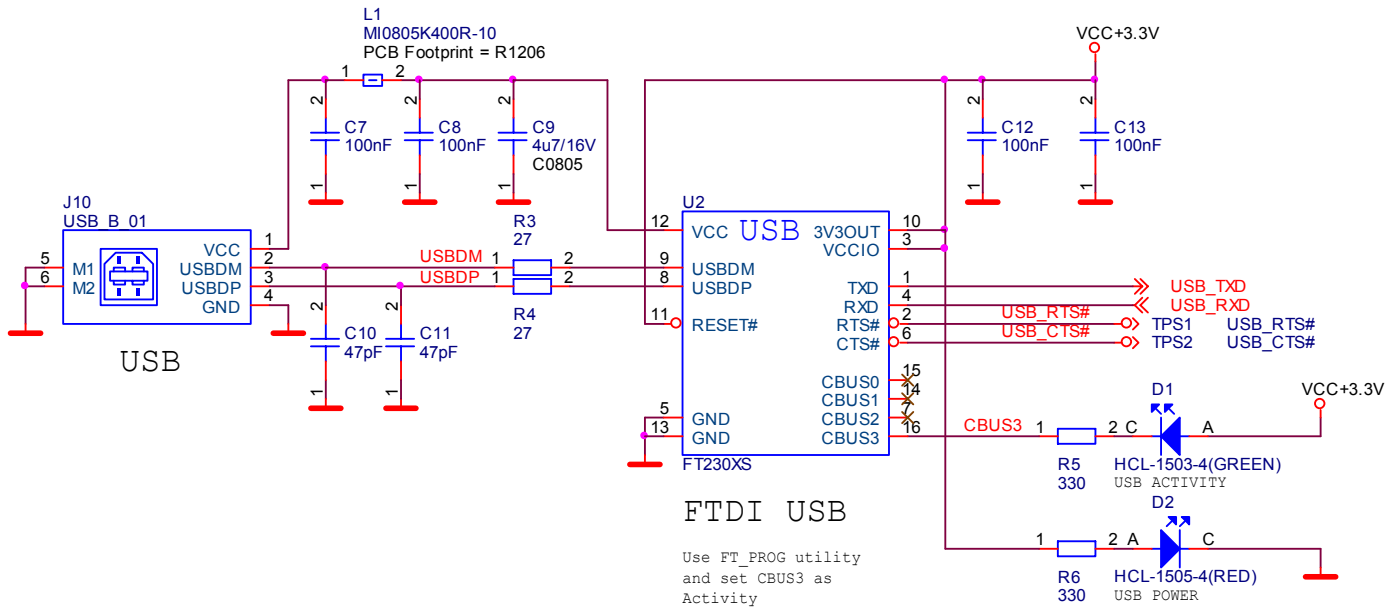 L1
MI0805K400R-10
PCB Footprint = R1206
1
2
VCC+3.3V
2
C7
100nF
1
2
C8
100nF
1
2
C9
4u7/16V
C0805
1
2
C12
100nF
1
2
C13
100nF
1
J10
USB_B_01
5
M1
6
M2
VCC
1
USBDM
2
USBDP
3
GND
4
USB
USBDM
USBDP
R3
27
1
2
1
2
R4
27
2
C10
47pF
1
2
C11
47pF
1
U2
USB
12
VCC
9
USBDM
8
USBDP
11
RESET#
5
GND
13
GND
3V3OUT
10
VCCIO
3
TXD
1
RXD
4
RTS#
2
CTS#
6
CBUS0
15
CBUS1
14
CBUS2
7
CBUS3
16
FT230XS
FTDI USB
Use FT_PROG utility
and set CBUS3 as
Activity
USB_TXD
USB_RXD
USB_RTS#
TPS1
USB_RTS#
USB_CTS#
TPS2
USB_CTS#
CBUS3
1
2
R5
330
C
D1
A
HCL-1503-4(GREEN)
USB ACTIVITY
VCC+3.3V
1
2
R6
330
A
D2
C
HCL-1505-4(RED)
USB POWER